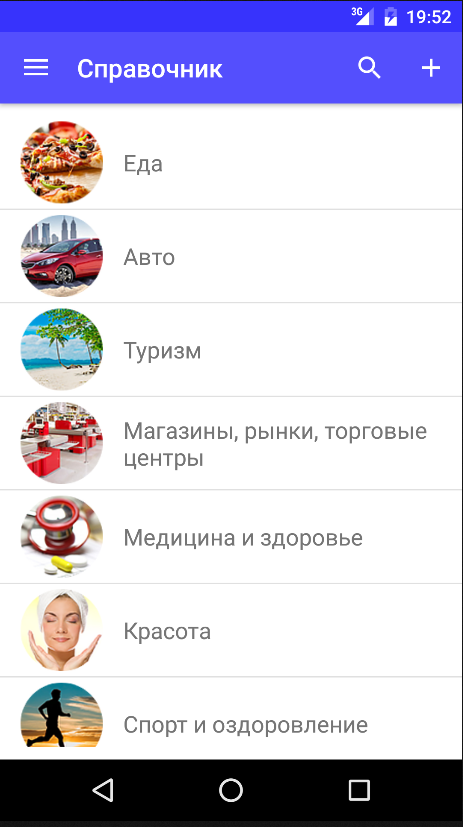 3G 19:52
Справочник
Еда
Авто
Туризм
Магазины, рынки, торговые
центры
Медицина и здоровье
Красота
Спорт и оздоровление